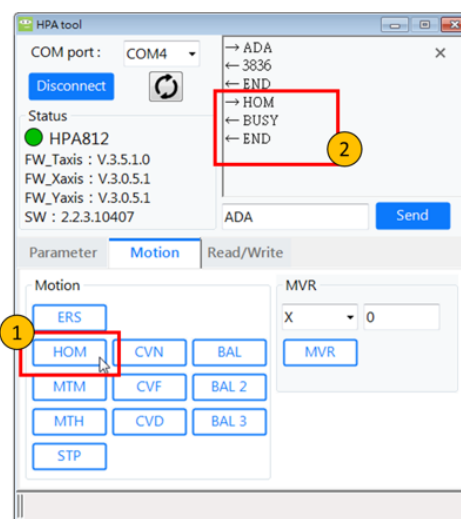 HPA tool
COM port :
COM4
→ ADA
← 3836
← END
→ HOM
← BUSY
← END
2
Disconnect
Status
HPA812
FW_Taxis : V.3.5.1.0
FW_Xaxis : V.3.0.5.1
FW_Yaxis : V.3.0.5.1
SW : 2.2.3.10407
ADA
Send
Parameter
Motion
Read/Write
Motion
ERS
1
HOM
CVN
BAL
MTM
CVF
BAL 2
MTH
CVD
BAL 3
STP
MVR
X
0
MVR